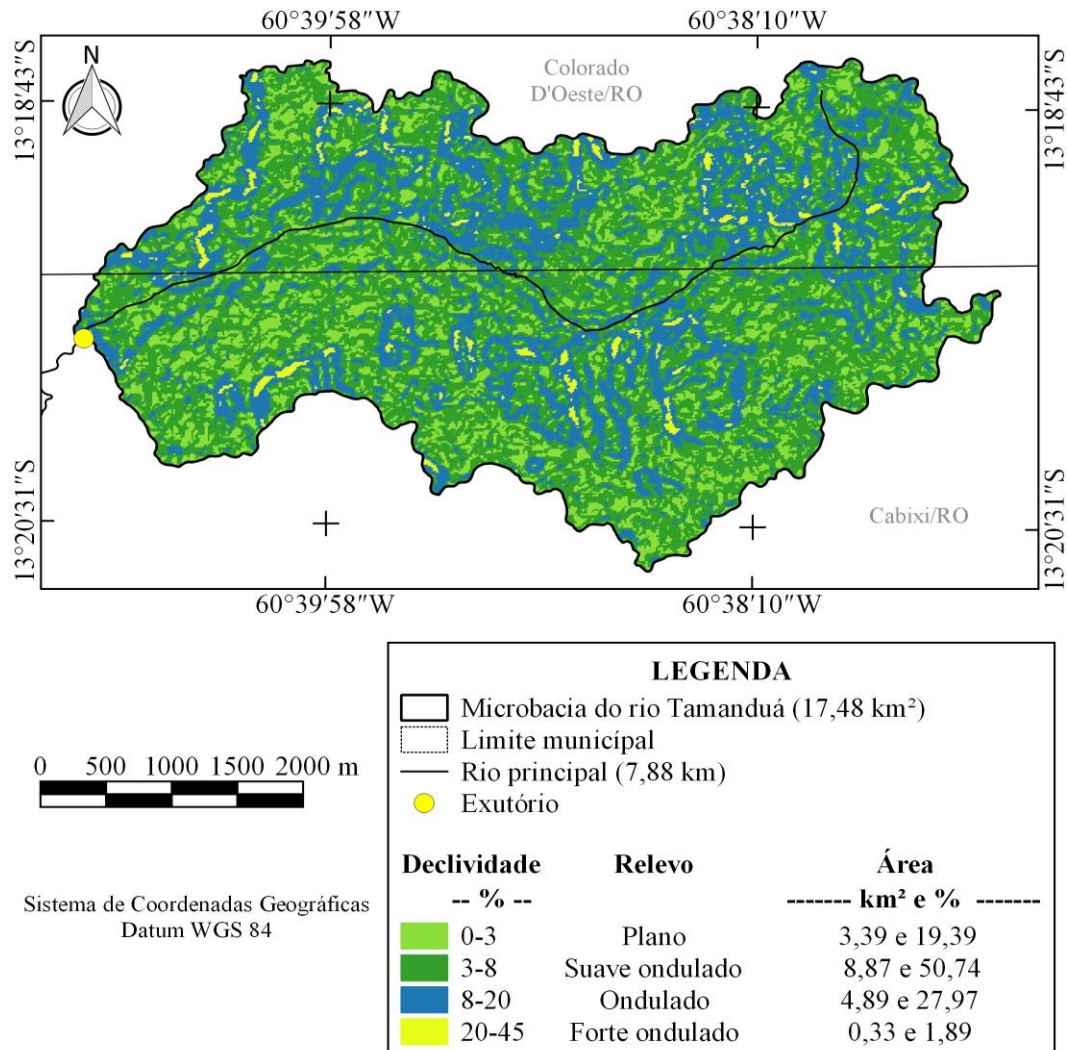 60°39'58"W 60°38'10"W
13°18'43"S
13°18'43"S
N
Colorado
D'Oeste/RO
13°20'31"S
13°20'31"S
Cabixi/RO
60°39'58"W 60°38'10"W
0 500 1000 1500 2000 m
Sistema de Coordenadas Geográficas
Datum WGS 84
LEGENDA
Microbacia do rio Tamanduá (17,48 km²)
Limite municípal
Rio principal (7,88 km)
Exutório
Declividade Relevo Área
-- % -- ------- km² e % -------
0-3 Plano 3,39 e 19,39
3-8 Suave ondulado 8,87 e 50,74
8-20 Ondulado 4,89 e 27,97
20-45 Forte ondulado 0,33 e 1,89